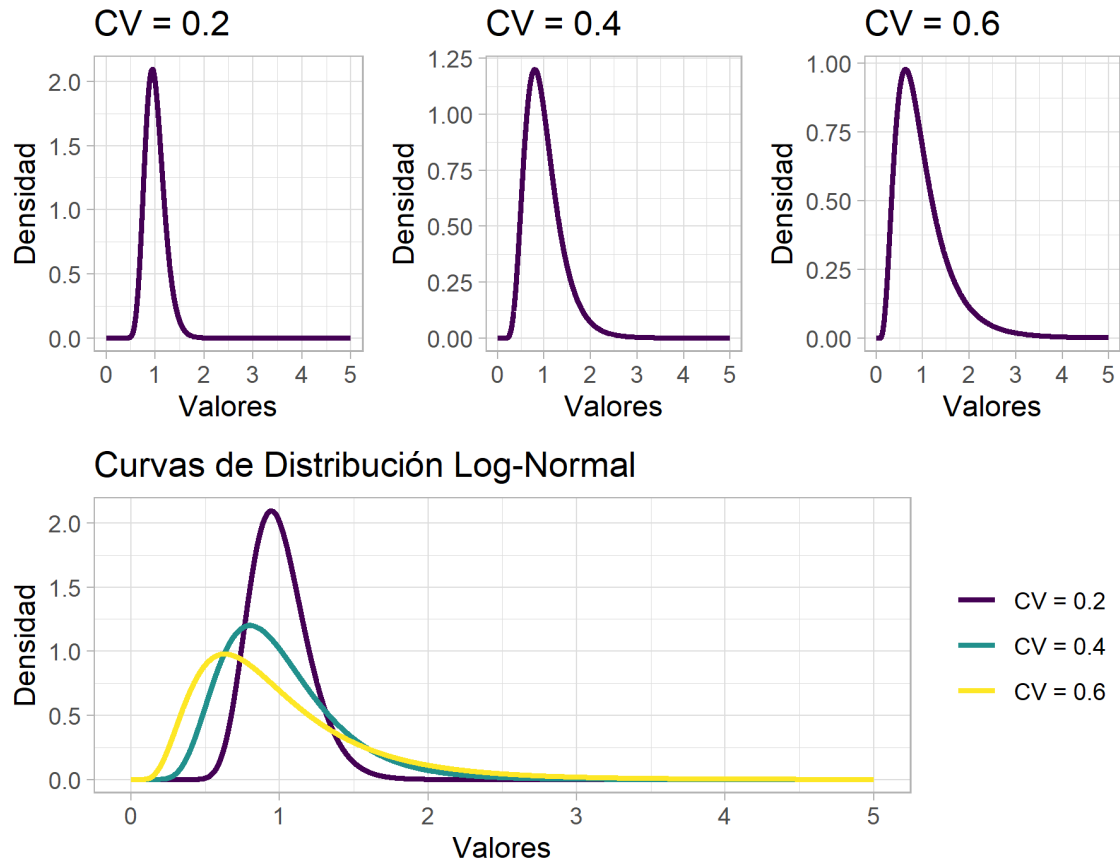 CV = 0.2
CV = 0.4
CV = 0.6
Densidad
2.0
1.5
1.0
0.5
0.0
0 1 2 3 4 5
Valores
Densidad
1.25
1.00
0.75
0.50
0.25
0.00
0 1 2 3 4 5
Valores
Densidad
1.00
0.75
0.50
0.25
0.00
0 1 2 3 4 5
Valores
Curvas de Distribución Log-Normal
Densidad
2.0
1.5
1.0
0.5
0.0
0 1 2 3 4 5
Valores
CV = 0.2
CV = 0.4
CV = 0.6